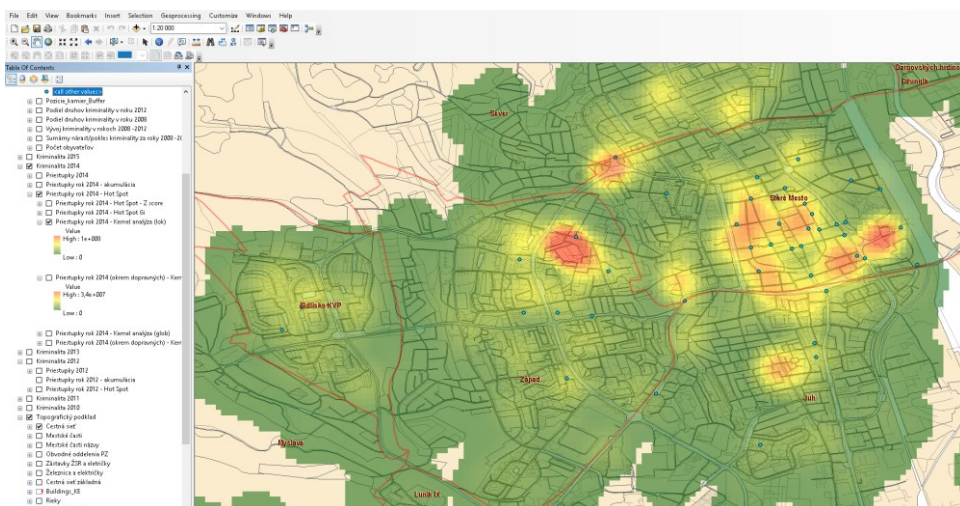 File Edit View Bookmarks Insert Selection Geoprocessing Customize Windows Help
1:20 000
Table Of Contents
<all other values>
Pozicie_kamier_Buffer
Podiel druhov kriminality v roku 2012
Podiel druhov kriminality v roku 2008
Vývoj kriminality v rokoch 2008 -2012
Sumárny nárast/pokles kriminality za roky 2008 -20
Počet obyvateľov
Kriminalita 2015
Kriminalita 2014
Priestupky 2014
Priestupky rok 2014 - akumulácia
Priestupky rok 2014 - Hot Spot
Priestupky rok 2014 - Hot Spot - Z score
Priestupky rok 2014 - Hot Spot Gi
Priestupky rok 2014 - Kernel analýza (lok)
Value
High : 1e+008
Low : 0
Priestupky rok 2014 (okrem dopravných) - Ker
Value
High : 3,4e+007
Low : 0
Priestupky rok 2014 - Kernel analýza (glob)
Priestupky rok 2014 (okrem dopravných) - Ker
Kriminalita 2013
Kriminalita 2012
Priestupky 2012
Priestupky rok 2012 - akumulácia
Priestupky rok 2012 - Hot Spot
Kriminalita 2011
Kriminalita 2010
Topografický podklad
Cestná sieť
Mestské časti
Mestské časti názvy
Obvodné oddelenia PZ
Zástavky ŽSR a eletričky
Železnice a električky
Cestná sieť základná
Buildings_KE
Rieky
Dargovských hrdinov
Džungľa
Sever
Staré Mesto
Sídlisko KVP
Západ
Juh
Myslava
Luník IX